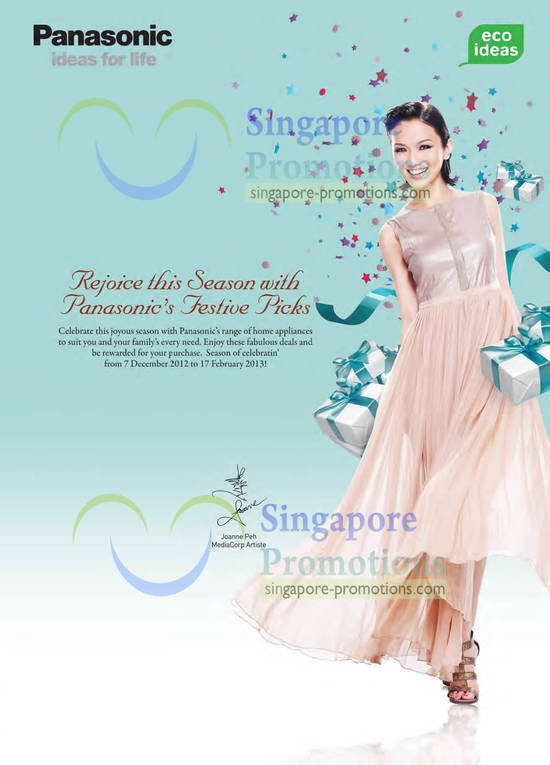 Panasonic
ideas for life
eco
ideas
Singapore
Promotions
singapore-promotions.com
Rejoice this Season with
Panasonic's Festive Picks
Celebrate this joyous season with Panasonic's range of home appliances
to suit you and your family's every need. Enjoy these fabulous deals and
be rewarded for your purchase. Season of celebratin'
from 7 December 2012 to 17 February 2013!
Joanne Peh
MediaCorp Artiste
Singapore
Promotions
singapore-promotions.com